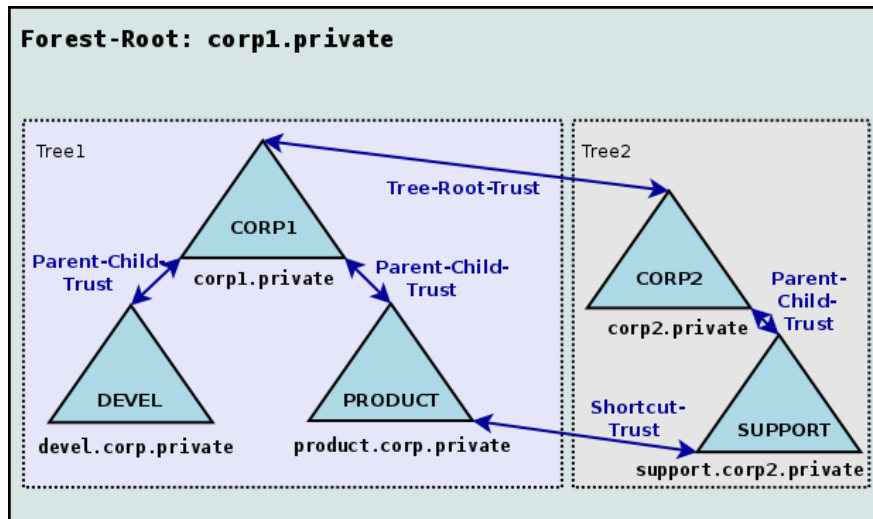 Forest-Root: corp1.private
Tree1
Tree2
Tree-Root-Trust
CORP1
corp1.private
Parent-Child-
Trust
Parent-Child-
Trust
CORP2
corp2.private
Parent-
Child-
Trust
DEVEL
devel.corp.private
PRODUCT
product.corp.private
Shortcut-
Trust
SUPPORT
support.corp2.private